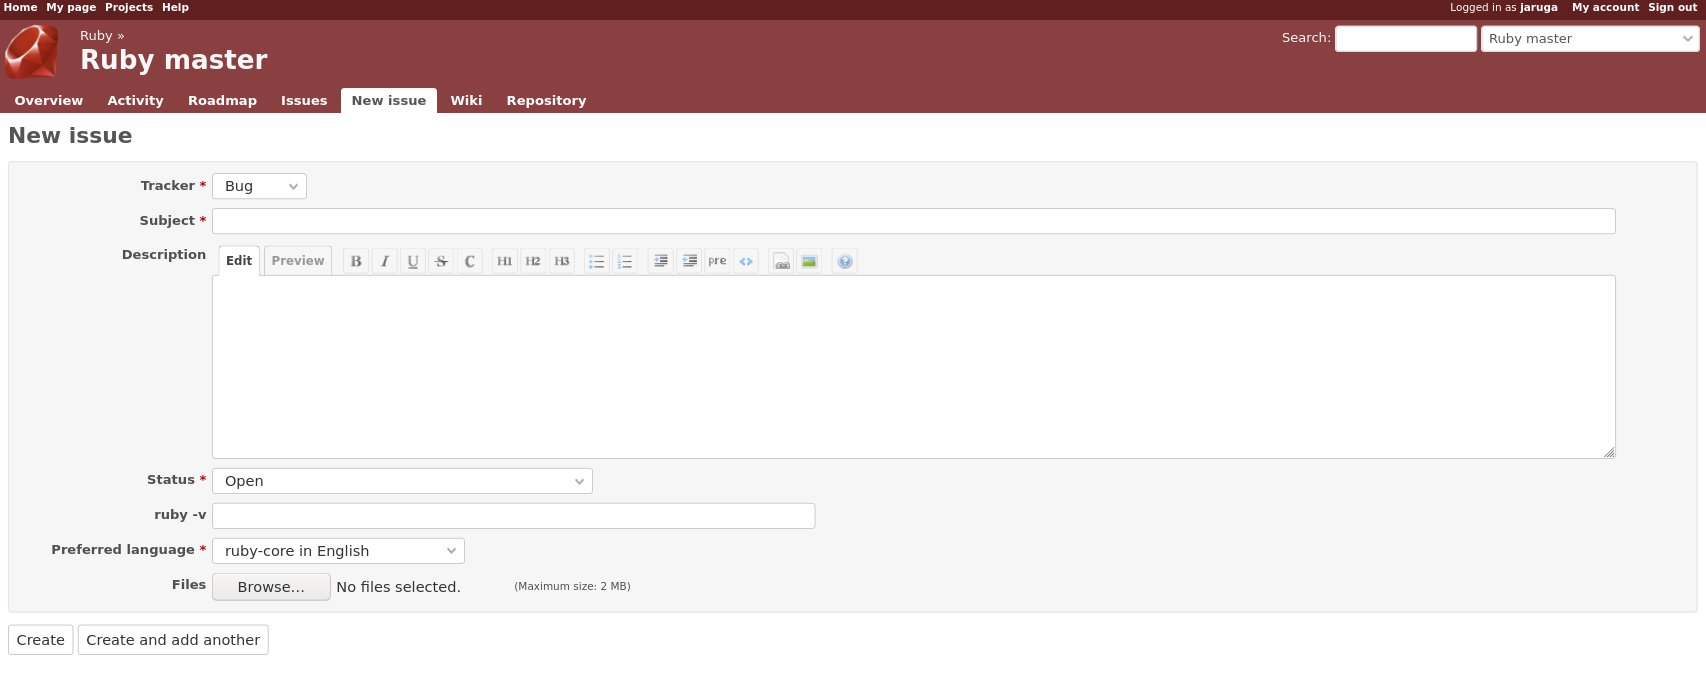 Home My page Projects Help
Logged in as jaruga My account Sign out
Ruby »
Search: Ruby master
Ruby master
Overview Activity Roadmap Issues New issue Wiki Repository
New issue
Tracker * Bug
Subject *
Description Edit Preview B I U S C H1 H2 H3 pre <>
Status * Open
ruby -v
Preferred language * ruby-core in English
Files Browse... No files selected. (Maximum size: 2 MB)
Create Create and add another